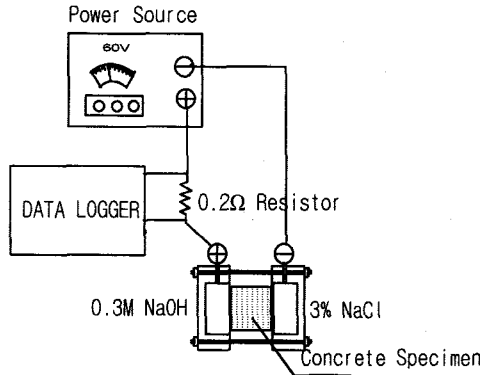 Power Source
60V
DATA LOGGER
0.2Ω Resistor
0.3M NaOH
3% NaCl
Concrete Specimen